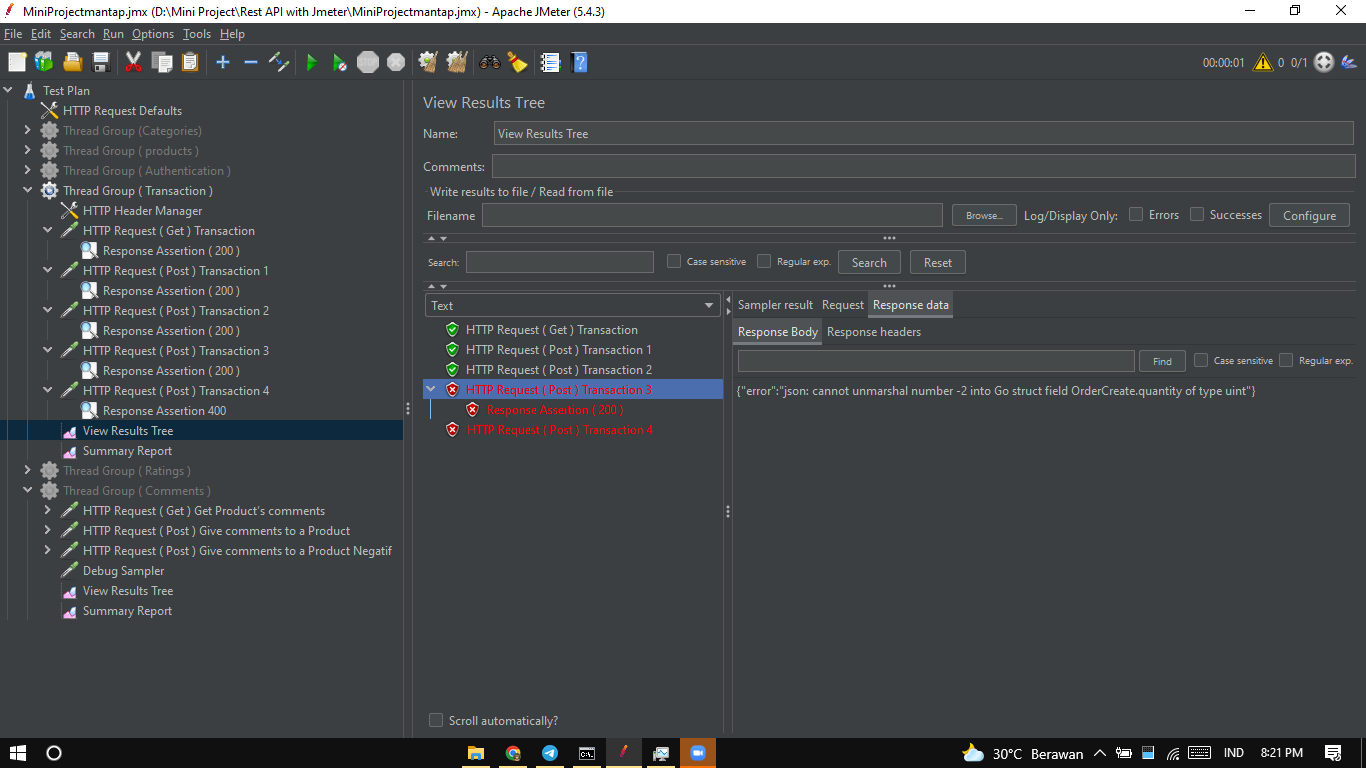 MiniProjectmantap.jmx (D:\Mini Project\Rest API with Jmeter\MiniProjectmantap.jmx) - Apache JMeter (5.4.3)
File Edit Search Run Options Tools Help
STOP
00:00:01 0 0/1
Test Plan
HTTP Request Defaults
Thread Group (Categories)
Thread Group ( products )
Thread Group ( Authentication )
Thread Group ( Transaction )
HTTP Header Manager
HTTP Request ( Get ) Transaction
Response Assertion ( 200 )
HTTP Request ( Post ) Transaction 1
Response Assertion ( 200 )
HTTP Request ( Post ) Transaction 2
Response Assertion ( 200 )
HTTP Request ( Post ) Transaction 3
Response Assertion ( 200 )
HTTP Request ( Post ) Transaction 4
Response Assertion 400
View Results Tree
Summary Report
Thread Group ( Ratings )
Thread Group ( Comments )
HTTP Request ( Get ) Get Product's comments
HTTP Request ( Post ) Give comments to a Product
HTTP Request ( Post ) Give comments to a Product Negatif
Debug Sampler
View Results Tree
Summary Report
View Results Tree
Name: View Results Tree
Comments:
Write results to file / Read from file
Filename Browse... Log/Display Only: Errors Successes Configure
Search: Case sensitive Regular exp. Search Reset
Text
HTTP Request ( Get ) Transaction
HTTP Request ( Post ) Transaction 1
HTTP Request ( Post ) Transaction 2
HTTP Request ( Post ) Transaction 3
Response Assertion ( 200 )
HTTP Request ( Post ) Transaction 4
Scroll automatically?
Sampler result Request Response data
Response Body Response headers
Find Case sensitive Regular exp.
{"error":"json: cannot unmarshal number -2 into Go struct field OrderCreate.quantity of type uint"}
30°C Berawan IND 8:21 PM